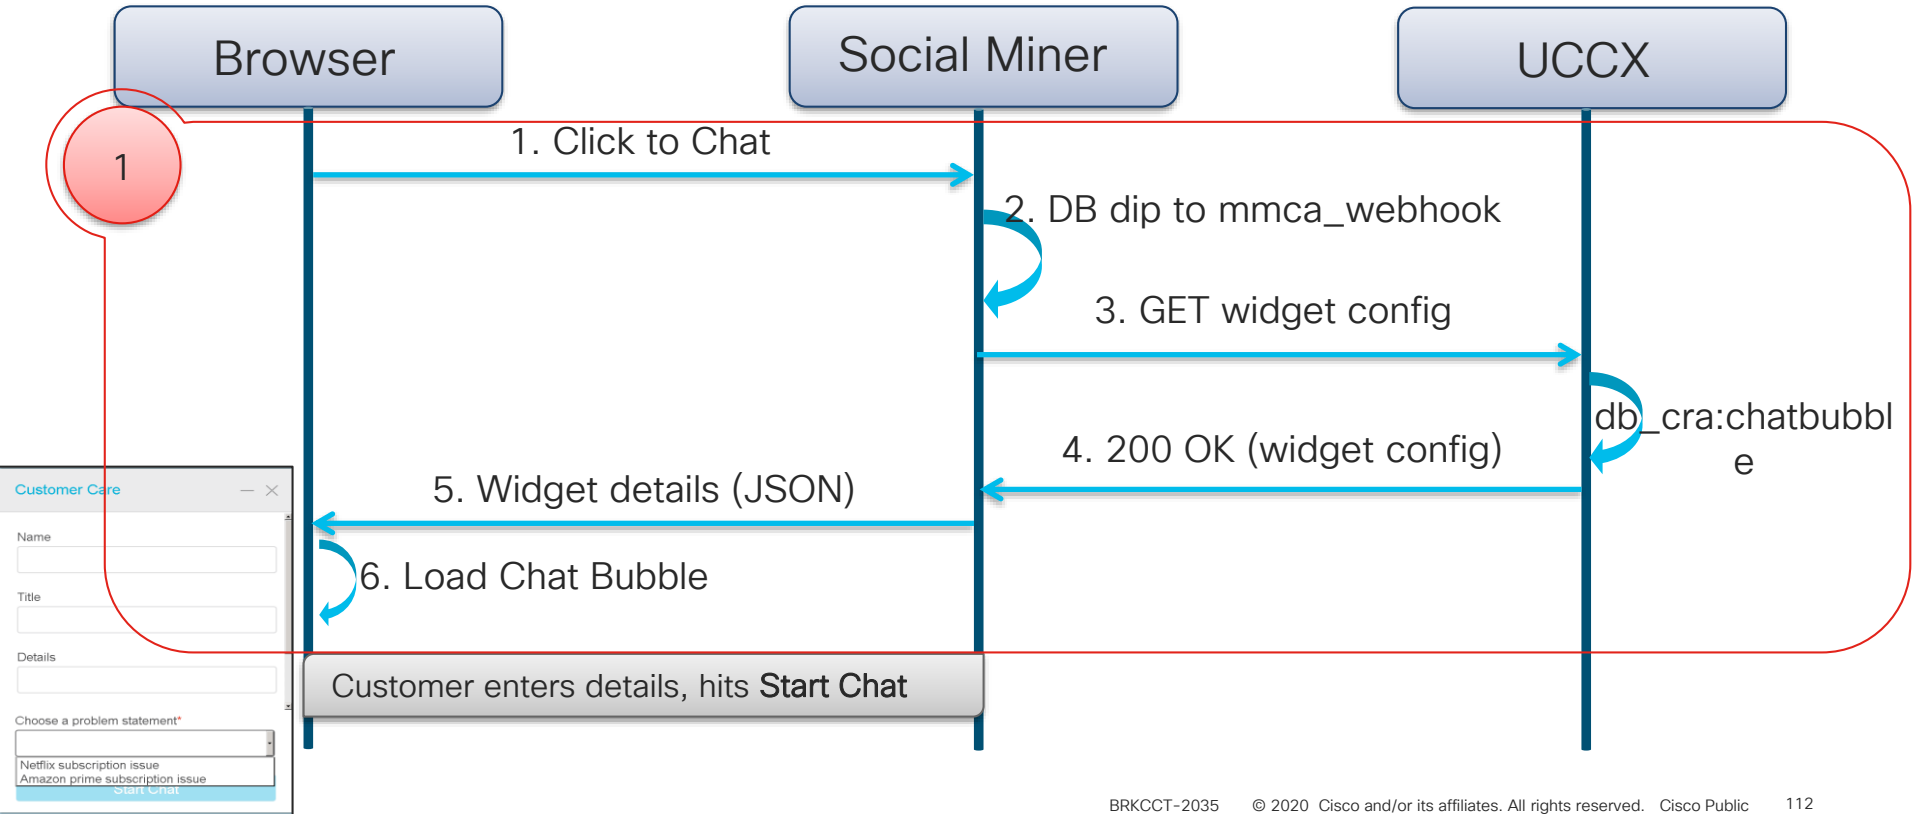 Browser
Social Miner
UCCX
1
1. Click to Chat
2. DB dip to mmca_webhook
3. GET widget config
db_cra:chatbubbl
e
4. 200 OK (widget config)
5. Widget details (JSON)
6. Load Chat Bubble
Customer enters details, hits Start Chat
Customer Care
Name
Title
Details
Choose a problem statement*
Netflix subscription issue
Amazon prime subscription issue
Start Chat
BRKCCT-2035 © 2020 Cisco and/or its affiliates. All rights reserved. Cisco Public 112